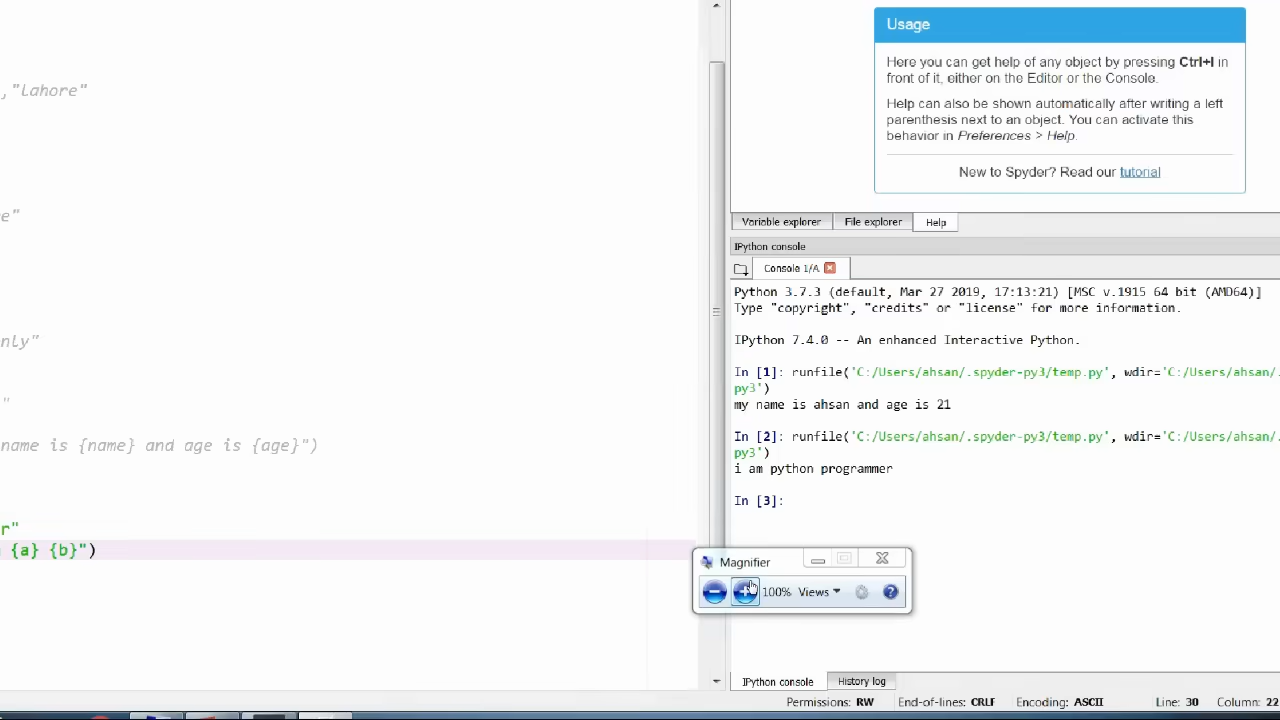 ,"lahore"
e"
nly"
"
name is {name} and age is {age}")
r"
{a} {b}")
Usage
Here you can get help of any object by pressing Ctrl+I in
front of it, either on the Editor or the Console.
Help can also be shown automatically after writing a left
parenthesis next to an object. You can activate this
behavior in Preferences > Help.
New to Spyder? Read our tutorial
Variable explorer File explorer Help
IPython console
Console 1/A
Python 3.7.3 (default, Mar 27 2019, 17:13:21) [MSC v.1915 64 bit (AMD64)]
Type "copyright", "credits" or "license" for more information.
IPython 7.4.0 -- An enhanced Interactive Python.
In [1]: runfile('C:/Users/ahsan/.spyder-py3/temp.py', wdir='C:/Users/ahsan/.
py3')
my name is ahsan and age is 21
In [2]: runfile('C:/Users/ahsan/.spyder-py3/temp.py', wdir='C:/Users/ahsan/.
py3')
i am python programmer
In [3]:
Magnifier
100% Views
IPython console History log
Permissions: RW End-of-lines: CRLF Encoding: ASCII Line: 30 Column: 22